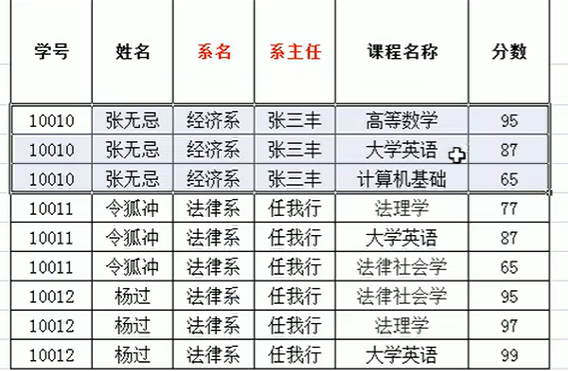 学号 姓名 系名 系主任 课程名称 分数
10010 张无忌 经济系 张三丰 高等数学 95
10010 张无忌 经济系 张三丰 大学英语 87
10010 张无忌 经济系 张三丰 计算机基础 65
10011 令狐冲 法律系 任我行 法理学 77
10011 令狐冲 法律系 任我行 大学英语 87
10011 令狐冲 法律系 任我行 法律社会学 65
10012 杨过 法律系 任我行 法律社会学 95
10012 杨过 法律系 任我行 法理学 97
10012 杨过 法律系 任我行 大学英语 99